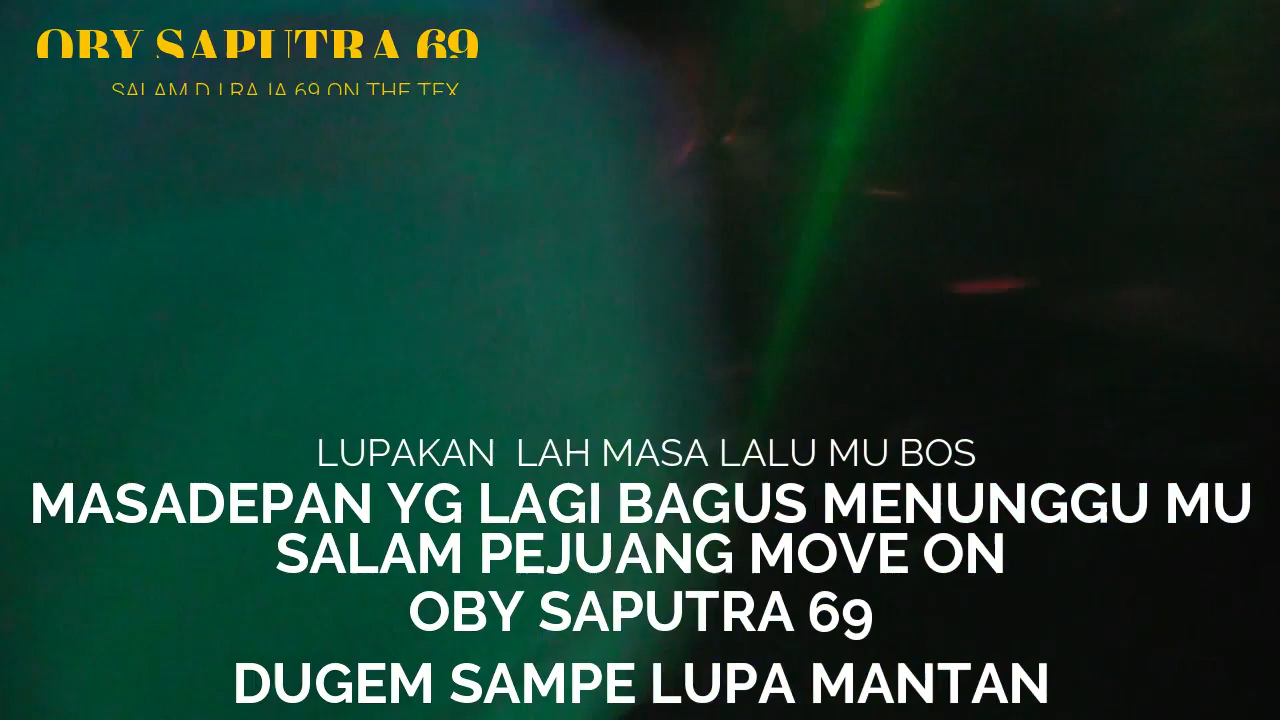 OBY SAPUTRA 69
SALAM DJ RAJA 69 ON THE TEX
LUPAKAN LAH MASA LALU MU BOS
MASADEPAN YG LAGI BAGUS MENUNGGU MU
SALAM PEJUANG MOVE ON
OBY SAPUTRA 69
DUGEM SAMPE LUPA MANTAN